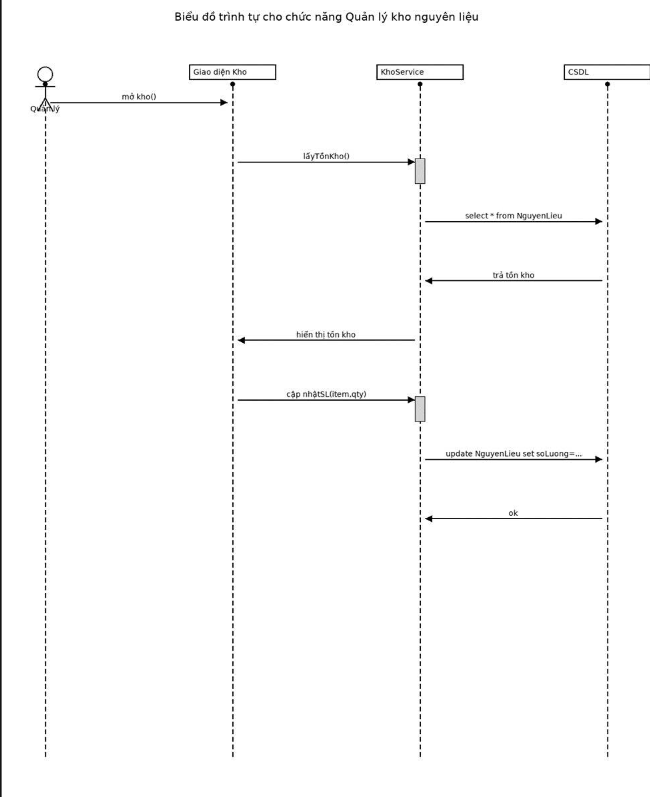 Biểu đồ trình tự cho chức năng Quản lý kho nguyên liệu
Giao diện Kho
KhoService
CSDL
Quản lý
mở kho()
lấyTồnKho()
select * from NguyenLieu
trả tồn kho
hiển thị tồn kho
cập nhậtSL(item,qty)
update NguyenLieu set soLuong=...
ok